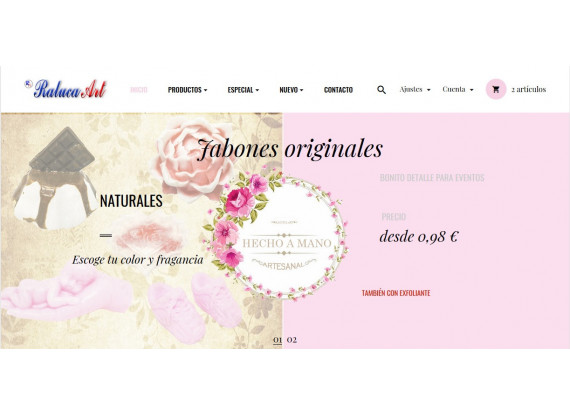 Raluca Art
INICIO
PRODUCTOS
ESPECIAL
NUEVO
CONTACTO
Ajustes
Cuenta
2 artículos
Jabones originales
NATURALES
Escoge tu color y fragancia
HECHO A MANO
ARTESANAL
BONITO DETALLE PARA EVENTOS
PRECIO
desde 0,98 €
TAMBIÉN CON EXFOLIANTE
01 02